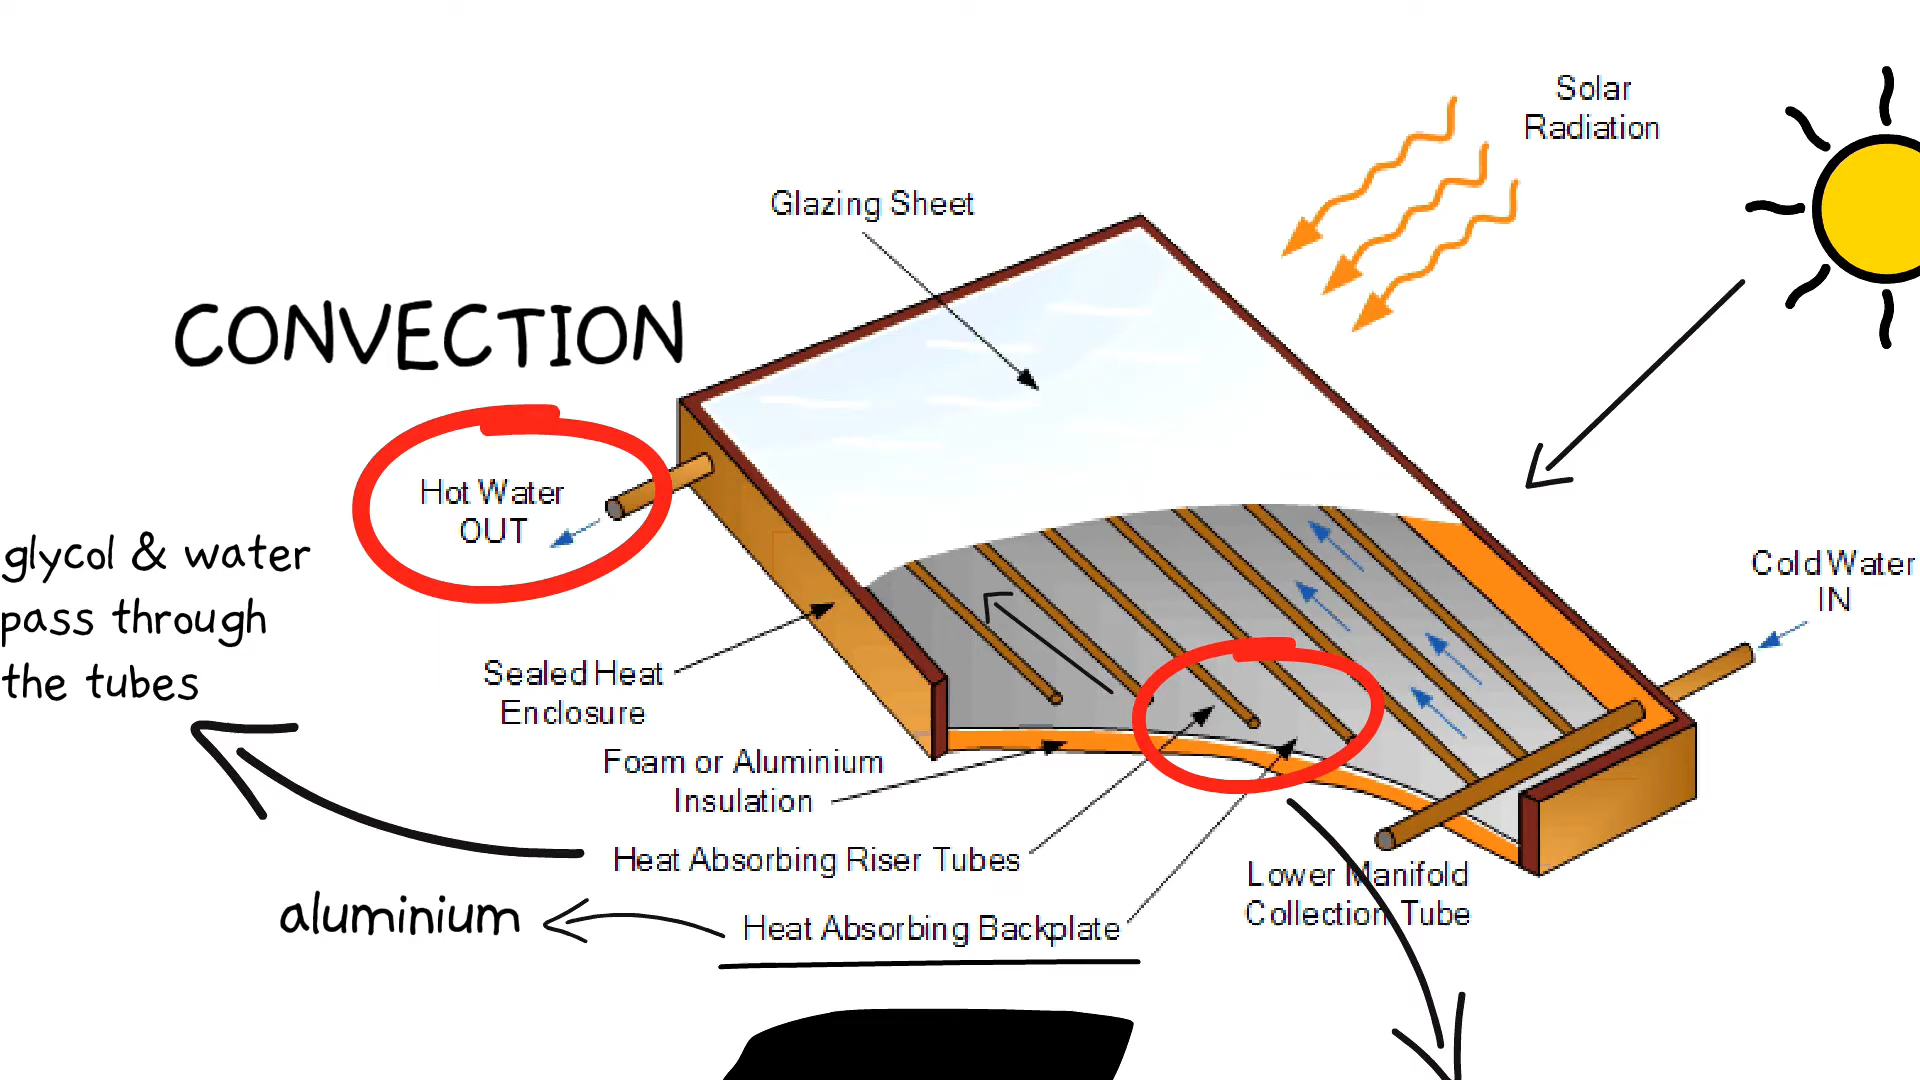 Solar
Radiation
Glazing Sheet
CONVECTION
Hot Water
OUT
glycol & water
pass through
the tubes
Cold Water
IN
Sealed Heat
Enclosure
Foam or Aluminium
Insulation
Heat Absorbing Riser Tubes
Lower Manifold
Collection Tube
aluminium
Heat Absorbing Backplate